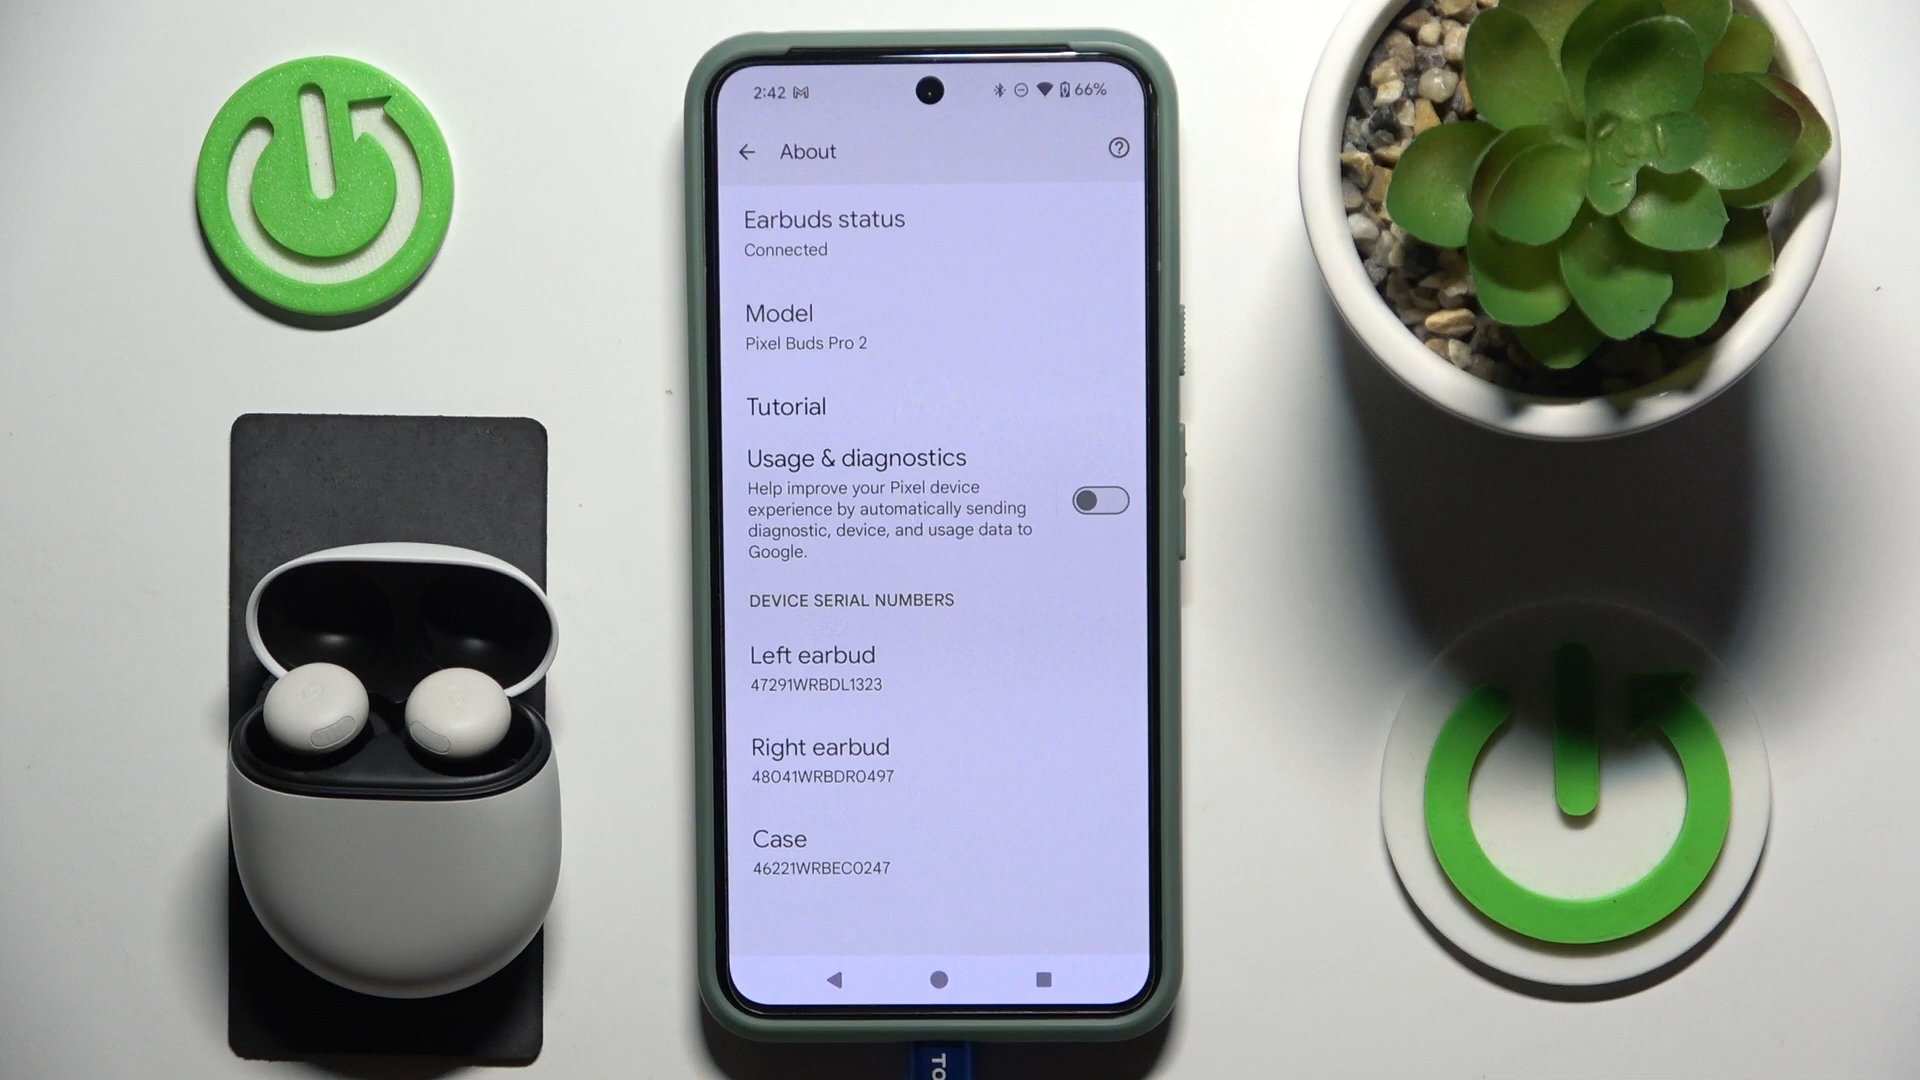 2:42
66%
About
Earbuds status
Connected
Model
Pixel Buds Pro 2
Tutorial
Usage & diagnostics
Help improve your Pixel device
experience by automatically sending
diagnostic, device, and usage data to
Google.
DEVICE SERIAL NUMBERS
Left earbud
47291WRBDL1323
Right earbud
48041WRBDR0497
Case
46221WRBEC0247
TO